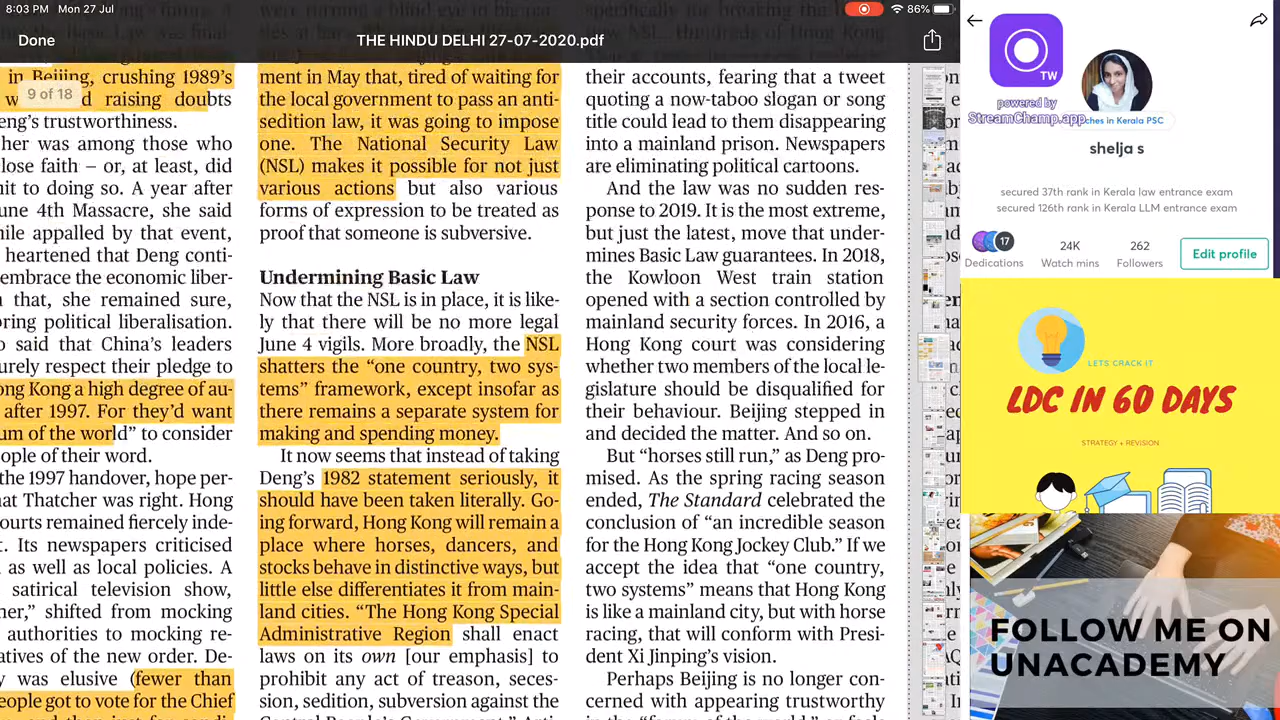 8:03 PM Mon 27 Jul
86%
Done
THE HINDU DELHI 27-07-2020.pdf
9 of 18
in Beijing, crushing 1989's
raising doubts
eng's trustworthiness.
her was among those who
lose faith – or, at least, did
nit to doing so. A year after
une 4th Massacre, she said
hile appalled by that event,
heartened that Deng conti-
embrace the economic liber-
n that, she remained sure,
oring political liberalisation.
o said that China's leaders
urely respect their pledge to
ong Kong a high degree of au-
after 1997. For they'd want
um of the world" to consider
ople of their word.
the 1997 handover, hope per-
hat Thatcher was right. Hong
ourts remained fiercely inde-
t. Its newspapers criticised
as well as local policies. A
satirical television show,
her," shifted from mocking
authorities to mocking re-
atives of the new order. De-
y was elusive (fewer than
eople got to vote for the Chief
ment in May that, tired of waiting for
the local government to pass an anti-
sedition law, it was going to impose
one. The National Security Law
(NSL) makes it possible for not just
various actions but also various
forms of expression to be treated as
proof that someone is subversive.
Undermining Basic Law
Now that the NSL is in place, it is like-
ly that there will be no more legal
June 4 vigils. More broadly, the NSL
shatters the "one country, two sys-
tems" framework, except insofar as
there remains a separate system for
making and spending money.
It now seems that instead of taking
Deng's 1982 statement seriously, it
should have been taken literally. Go-
ing forward, Hong Kong will remain a
place where horses, dancers, and
stocks behave in distinctive ways, but
little else differentiates it from main-
land cities. "The Hong Kong Special
Administrative Region shall enact
laws on its own [our emphasis] to
prohibit any act of treason, seces-
sion, sedition, subversion against the
their accounts, fearing that a tweet
quoting a now-taboo slogan or song
title could lead to them disappearing
into a mainland prison. Newspapers
are eliminating political cartoons.
And the law was no sudden res-
ponse to 2019. It is the most extreme,
but just the latest, move that under-
mines Basic Law guarantees. In 2018,
the Kowloon West train station
opened with a section controlled by
mainland security forces. In 2016, a
Hong Kong court was considering
whether two members of the local le-
gislature should be disqualified for
their behaviour. Beijing stepped in
and decided the matter. And so on.
But "horses still run," as Deng pro-
mised. As the spring racing season
ended, The Standard celebrated the
conclusion of "an incredible season
for the Hong Kong Jockey Club." If we
accept the idea that "one country,
two systems" means that Hong Kong
is like a mainland city, but with horse
racing, that will conform with Presi-
dent Xi Jinping's vision.
Perhaps Beijing is no longer con-
cerned with appearing trustworthy
TW
powered by
StreamChamp.app
ches in Kerala PSC
shelja s
secured 37th rank in Kerala law entrance exam
secured 126th rank in Kerala LLM entrance exam
17
Dedications
24K
Watch mins
262
Followers
Edit profile
LETS CRACK IT
LDC IN 60 DAYS
STRATEGY + REVISION
FOLLOW ME ON
UNACADEMY